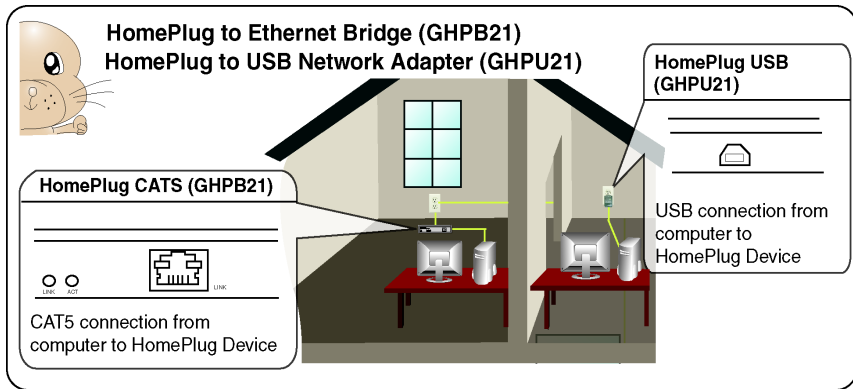 HomePlug to Ethernet Bridge (GHPB21)
HomePlug to USB Network Adapter (GHPU21)
HomePlug USB
(GHPU21)
USB connection from
computer to
HomePlug Device
HomePlug CATS (GHPB21)
LINK ACT
LINK
CAT5 connection from
computer to HomePlug Device